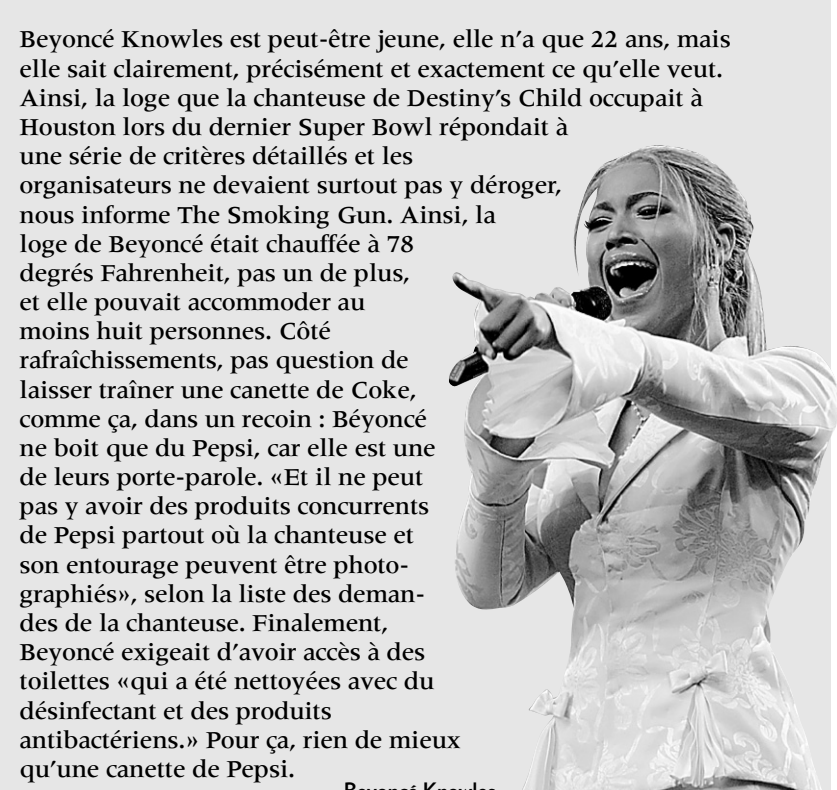 Beyoncé Knowles est peut-être jeune, elle n’a que 22 ans, mais
elle sait clairement, précisément et exactement ce qu’elle veut.
Ainsi, la loge que la chanteuse de Destiny’s Child occupait à
Houston lors du dernier Super Bowl répondait à
une série de critères détaillés et les
organisateurs ne devaient surtout pas y déroger,
nous informe The Smoking Gun. Ainsi, la
loge de Beyoncé était chauffée à 78
degrés Fahrenheit, pas un de plus,
et elle pouvait accommoder au
moins huit personnes. Côté
rafraîchissements, pas question de
laisser traîner une canette de Coke,
comme ça, dans un recoin : Béyoncé
ne boit que du Pepsi, car elle est une
de leurs porte-parole. «Et il ne peut
pas y avoir des produits concurrents
de Pepsi partout où la chanteuse et
son entourage peuvent être photo-
graphiés», selon la liste des deman-
des de la chanteuse. Finalement,
Beyoncé exigeait d’avoir accès à des
toilettes «qui a été nettoyées avec du
désinfectant et des produits
antibactériens.» Pour ça, rien de mieux
qu’une canette de Pepsi.
Beyoncé Knowles